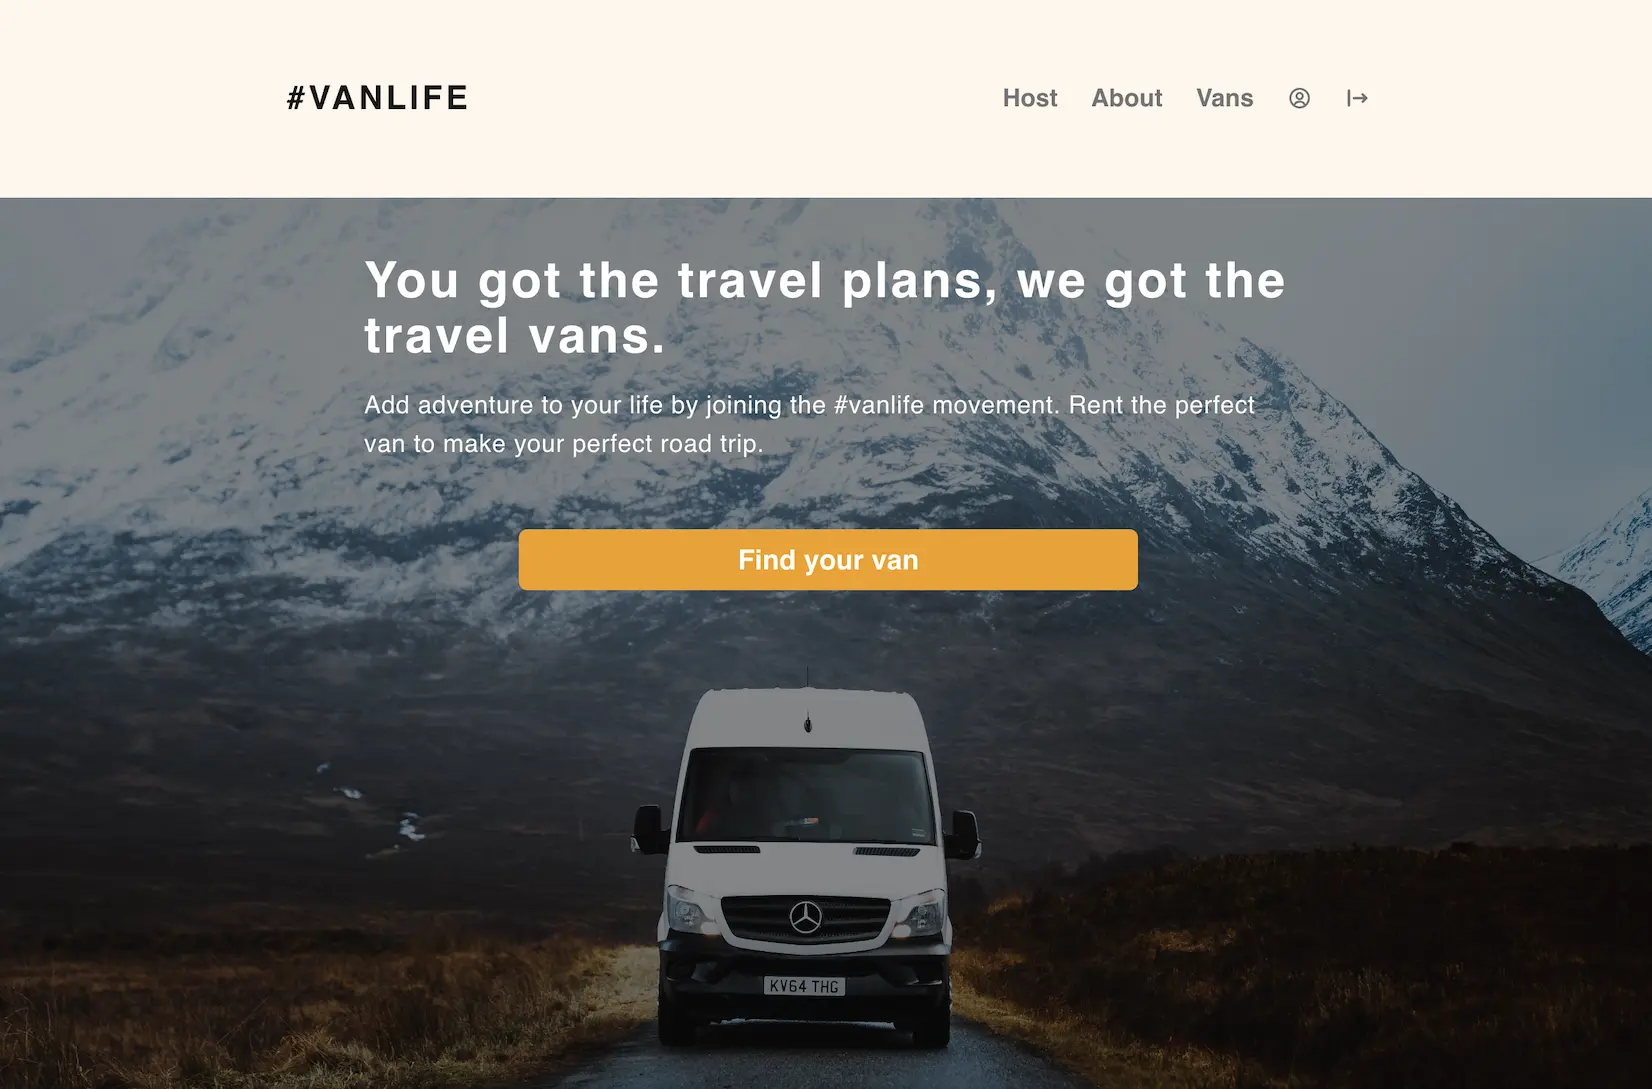 #VANLIFE
Host About Vans
You got the travel plans, we got the
travel vans.
Add adventure to your life by joining the #vanlife movement. Rent the perfect
van to make your perfect road trip.
Find your van
KV64 THG